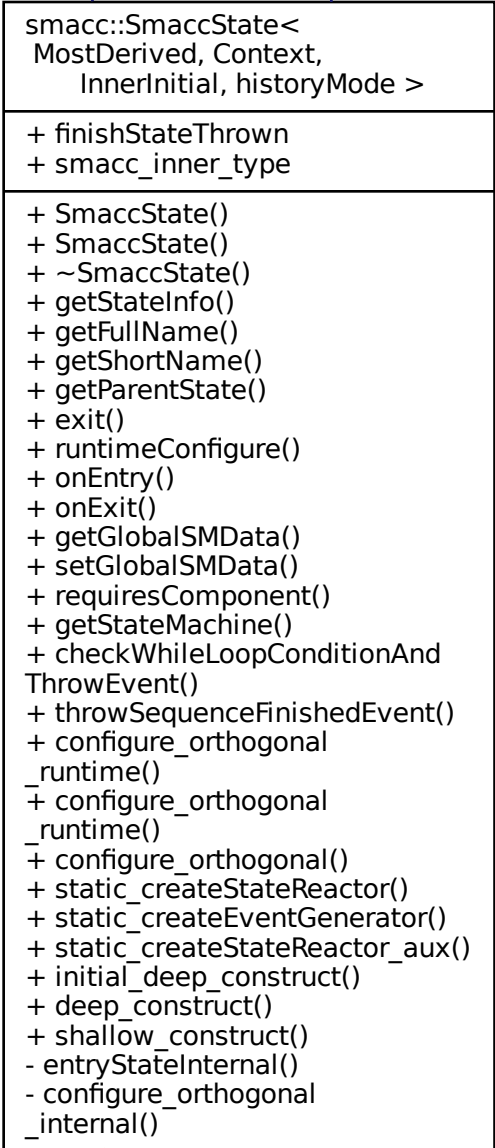 smacc::SmaccState<
MostDerived, Context,
InnerInitial, historyMode >
+ finishStateThrown
+ smacc_inner_type
+ SmaccState()
+ SmaccState()
+ ~SmaccState()
+ getStateInfo()
+ getFullName()
+ getShortName()
+ getParentState()
+ exit()
+ runtimeConfigure()
+ onEntry()
+ onExit()
+ getGlobalSMData()
+ setGlobalSMData()
+ requiresComponent()
+ getStateMachine()
+ checkWhileLoopConditionAnd
ThrowEvent()
+ throwSequenceFinishedEvent()
+ configure_orthogonal
_runtime()
+ configure_orthogonal
_runtime()
+ configure_orthogonal()
+ static_createStateReactor()
+ static_createEventGenerator()
+ static_createStateReactor_aux()
+ initial_deep_construct()
+ deep_construct()
+ shallow_construct()
- entryStateInternal()
- configure_orthogonal
_internal()